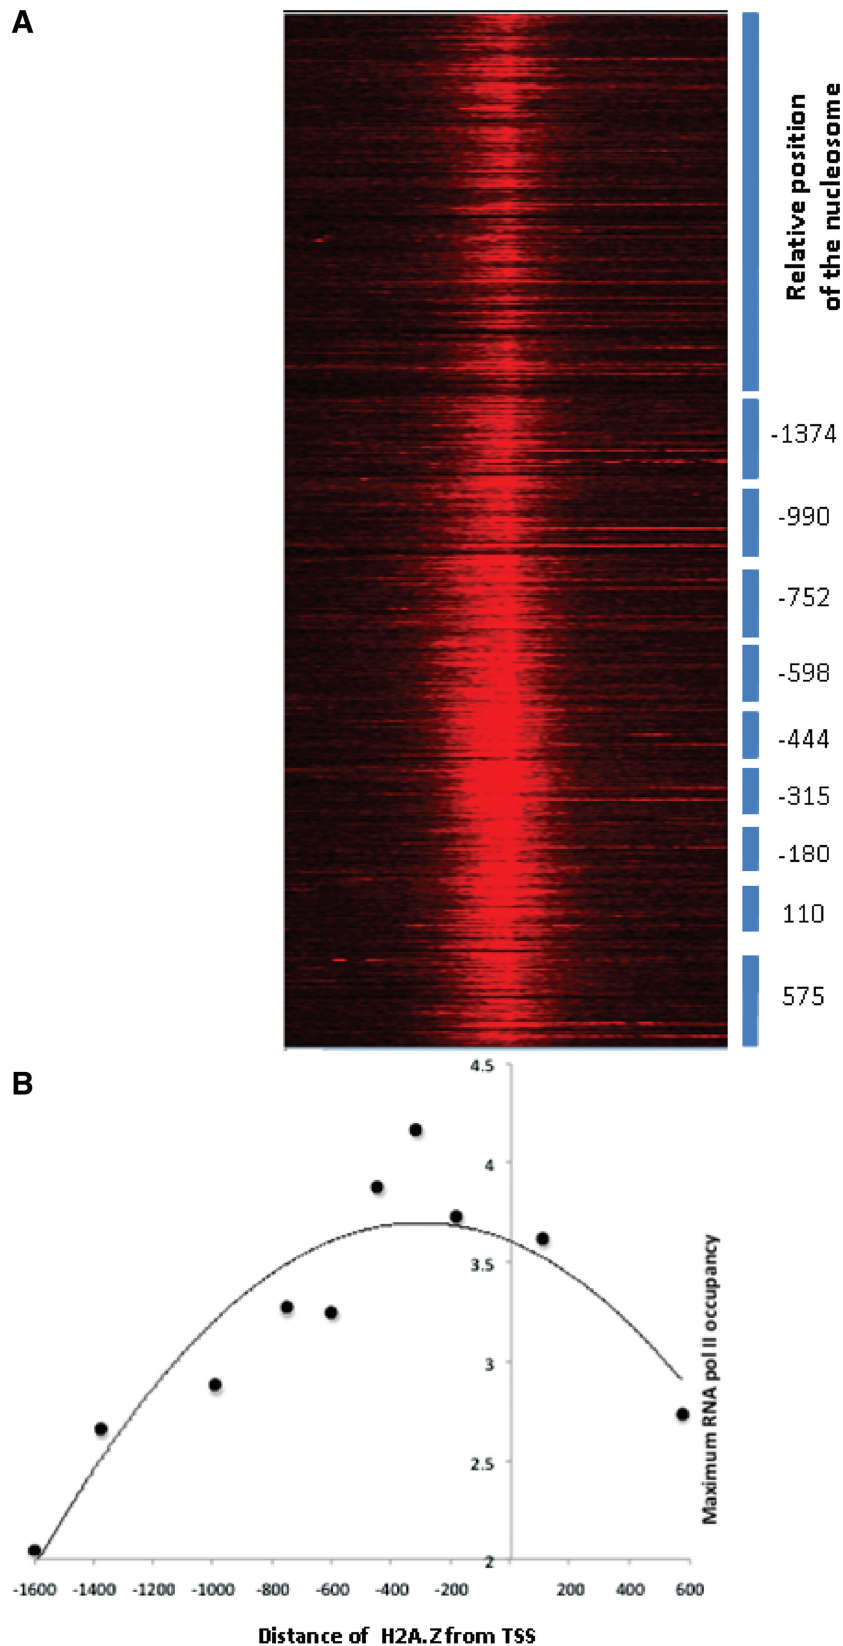 A
Relative position
of the nucleosome
-1374
-990
-752
-598
-444
-315
-180
110
575
B
4.5
4
3.5
3
2.5
2
Maximum RNA pol II occupancy
-1600 -1400 -1200 -1000 -800 -600 -400 -200 200 400 600
Distance of H2A.Z from TSS